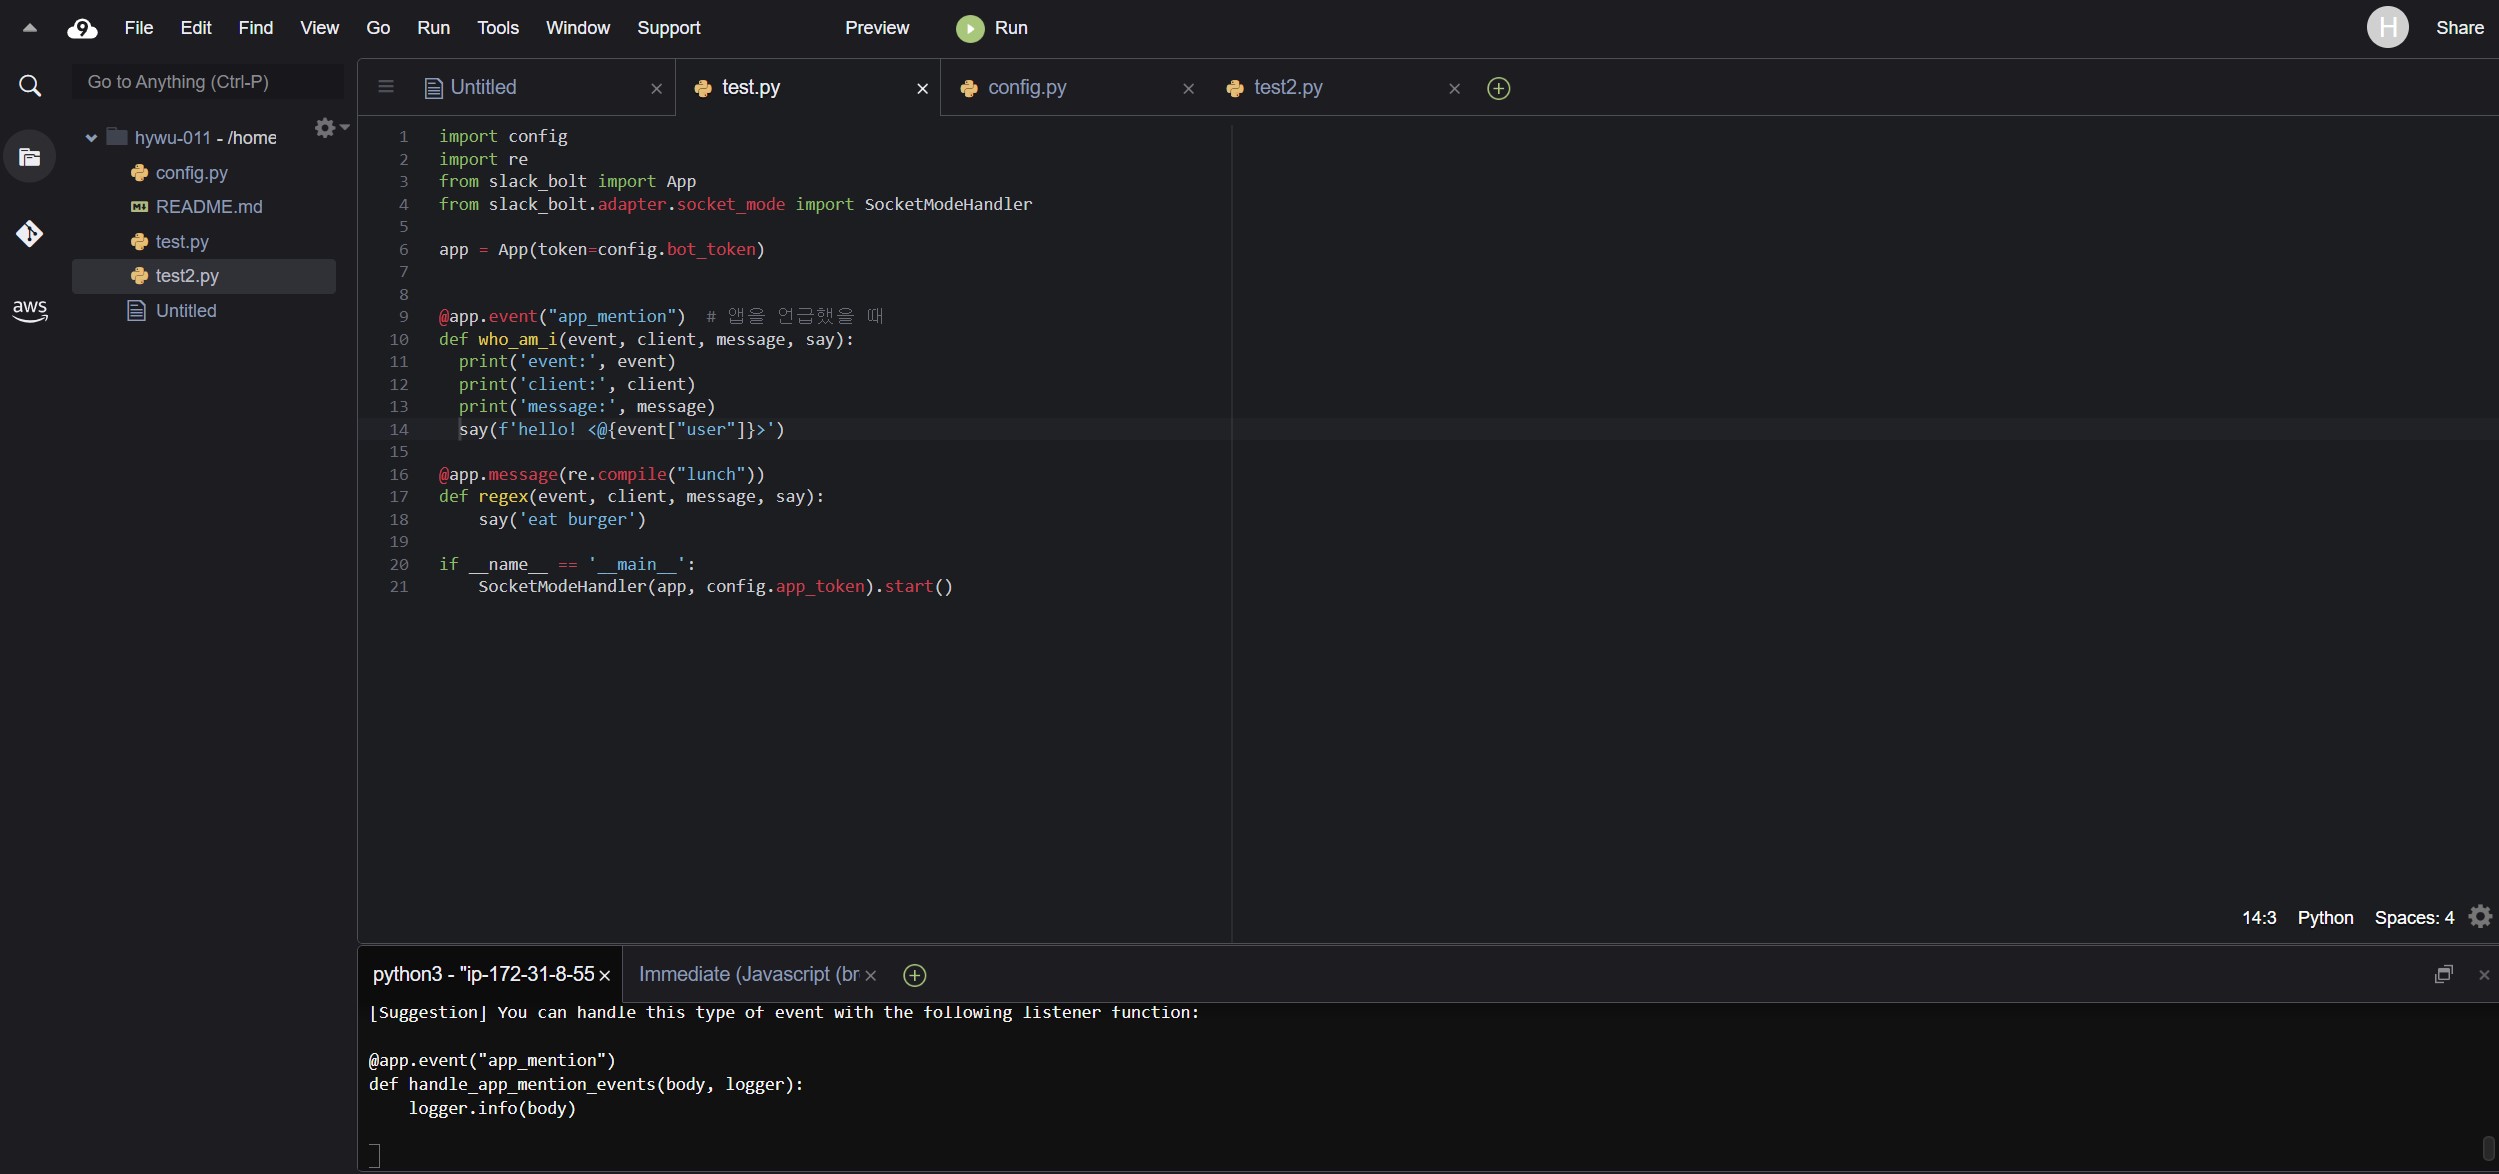 File Edit Find View Go Run Tools Window Support Preview Run H Share
Go to Anything (Ctrl-P)
Untitled test.py config.py test2.py
hywu-011 - /home
config.py
README.md
test.py
test2.py
Untitled
aws
1 import config
2 import re
3 from slack_bolt import App
4 from slack_bolt.adapter.socket_mode import SocketModeHandler
5
6 app = App(token=config.bot_token)
7
8
9 @app.event("app_mention")  # 앱을 언급했을 때
10 def who_am_i(event, client, message, say):
11   print('event:', event)
12   print('client:', client)
13   print('message:', message)
14   say(f'hello! <@{event["user"]}>')
15
16 @app.message(re.compile("lunch"))
17 def regex(event, client, message, say):
18     say('eat burger')
19
20 if __name__ == '__main__':
21     SocketModeHandler(app, config.app_token).start()
14:3 Python Spaces: 4
python3 - "ip-172-31-8-55 Immediate (Javascript (br
[Suggestion] You can handle this type of event with the following listener function:
@app.event("app_mention")
def handle_app_mention_events(body, logger):
    logger.info(body)